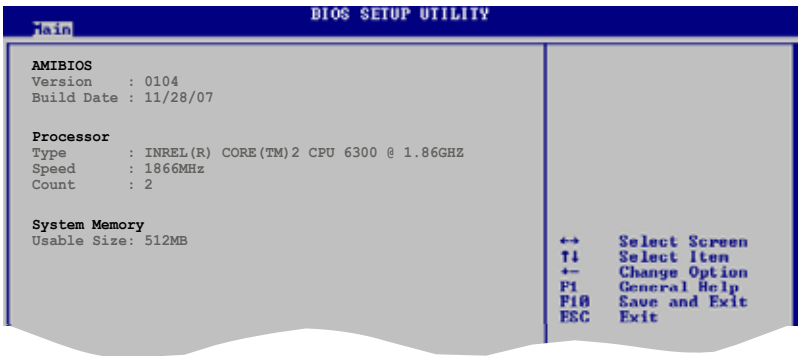 BIOS SETUP UTILITY
Main
AMIBIOS
Version : 0104
Build Date : 11/28/07
Processor
Type : INREL(R) CORE(TM)2 CPU 6300 @ 1.86GHZ
Speed : 1866MHz
Count : 2
System Memory
Usable Size: 512MB
←→ Select Screen
↑↓ Select Item
+- Change Option
F1 General Help
F10 Save and Exit
ESC Exit